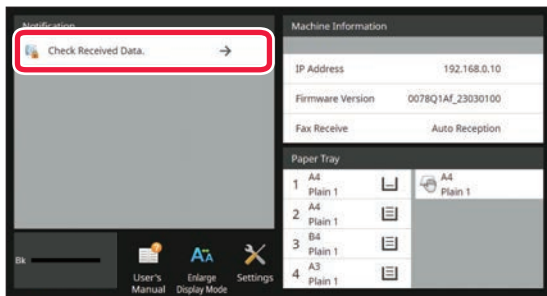 Notification
Check Received Data.
Bk
User's
Manual
Enlarge
Display Mode
Settings
Machine Information
IP Address 192.168.0.10
Firmware Version 0078Q1Af_23030100
Fax Receive Auto Reception
Paper Tray
1 A4
Plain 1
A4
Plain 1
2 A4
Plain 1
3 B4
Plain 1
4 A3
Plain 1